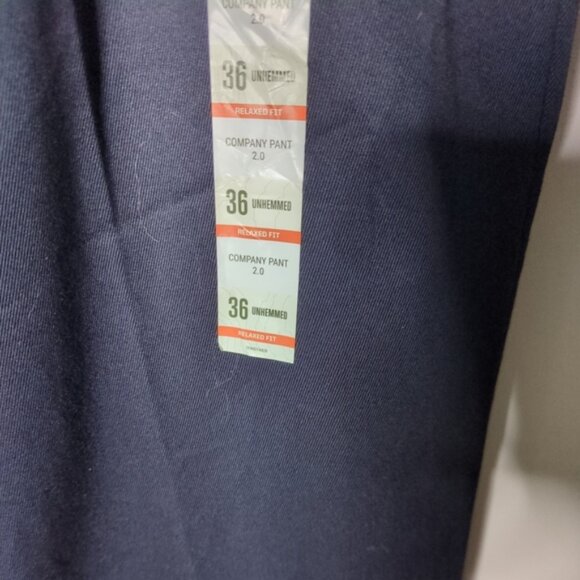 COMPANY PANT
2.0
36 UNHEMMED
RELAXED FIT
COMPANY PANT
2.0
36 UNHEMMED
RELAXED FIT
COMPANY PANT
2.0
36 UNHEMMED
RELAXED FIT